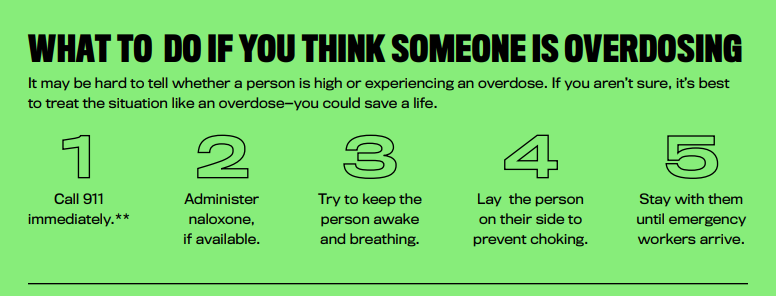 WHAT TO DO IF YOU THINK SOMEONE IS OVERDOSING
It may be hard to tell whether a person is high or experiencing an overdose. If you aren't sure, it's best
to treat the situation like an overdose—you could save a life.
1
Call 911
immediately.**
2
Administer
naloxone,
if available.
3
Try to keep the
person awake
and breathing.
4
Lay the person
on their side to
prevent choking.
5
Stay with them
until emergency
workers arrive.